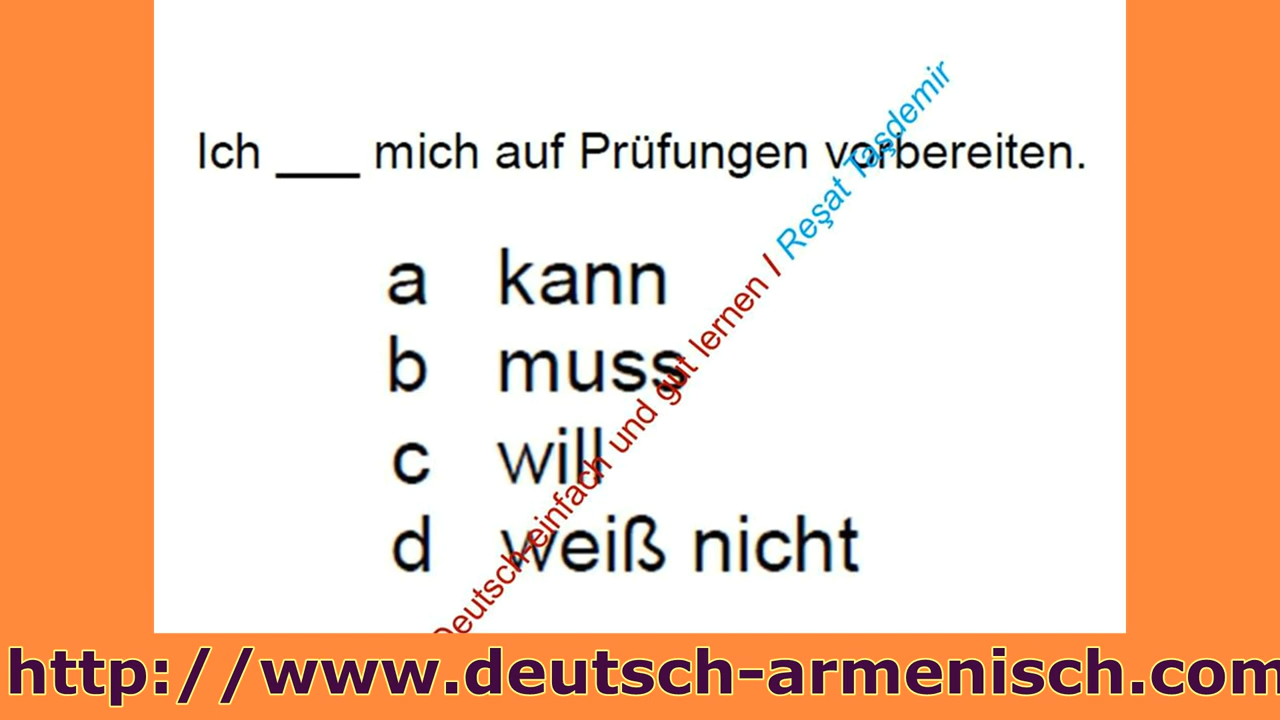 Ich ___ mich auf Prüfungen vorbereiten.
a kann
b muss
c will
d weiß nicht
Deutsch-einfach und gut lernen / Reşat Taşdemir
http://www.deutsch-armenisch.com